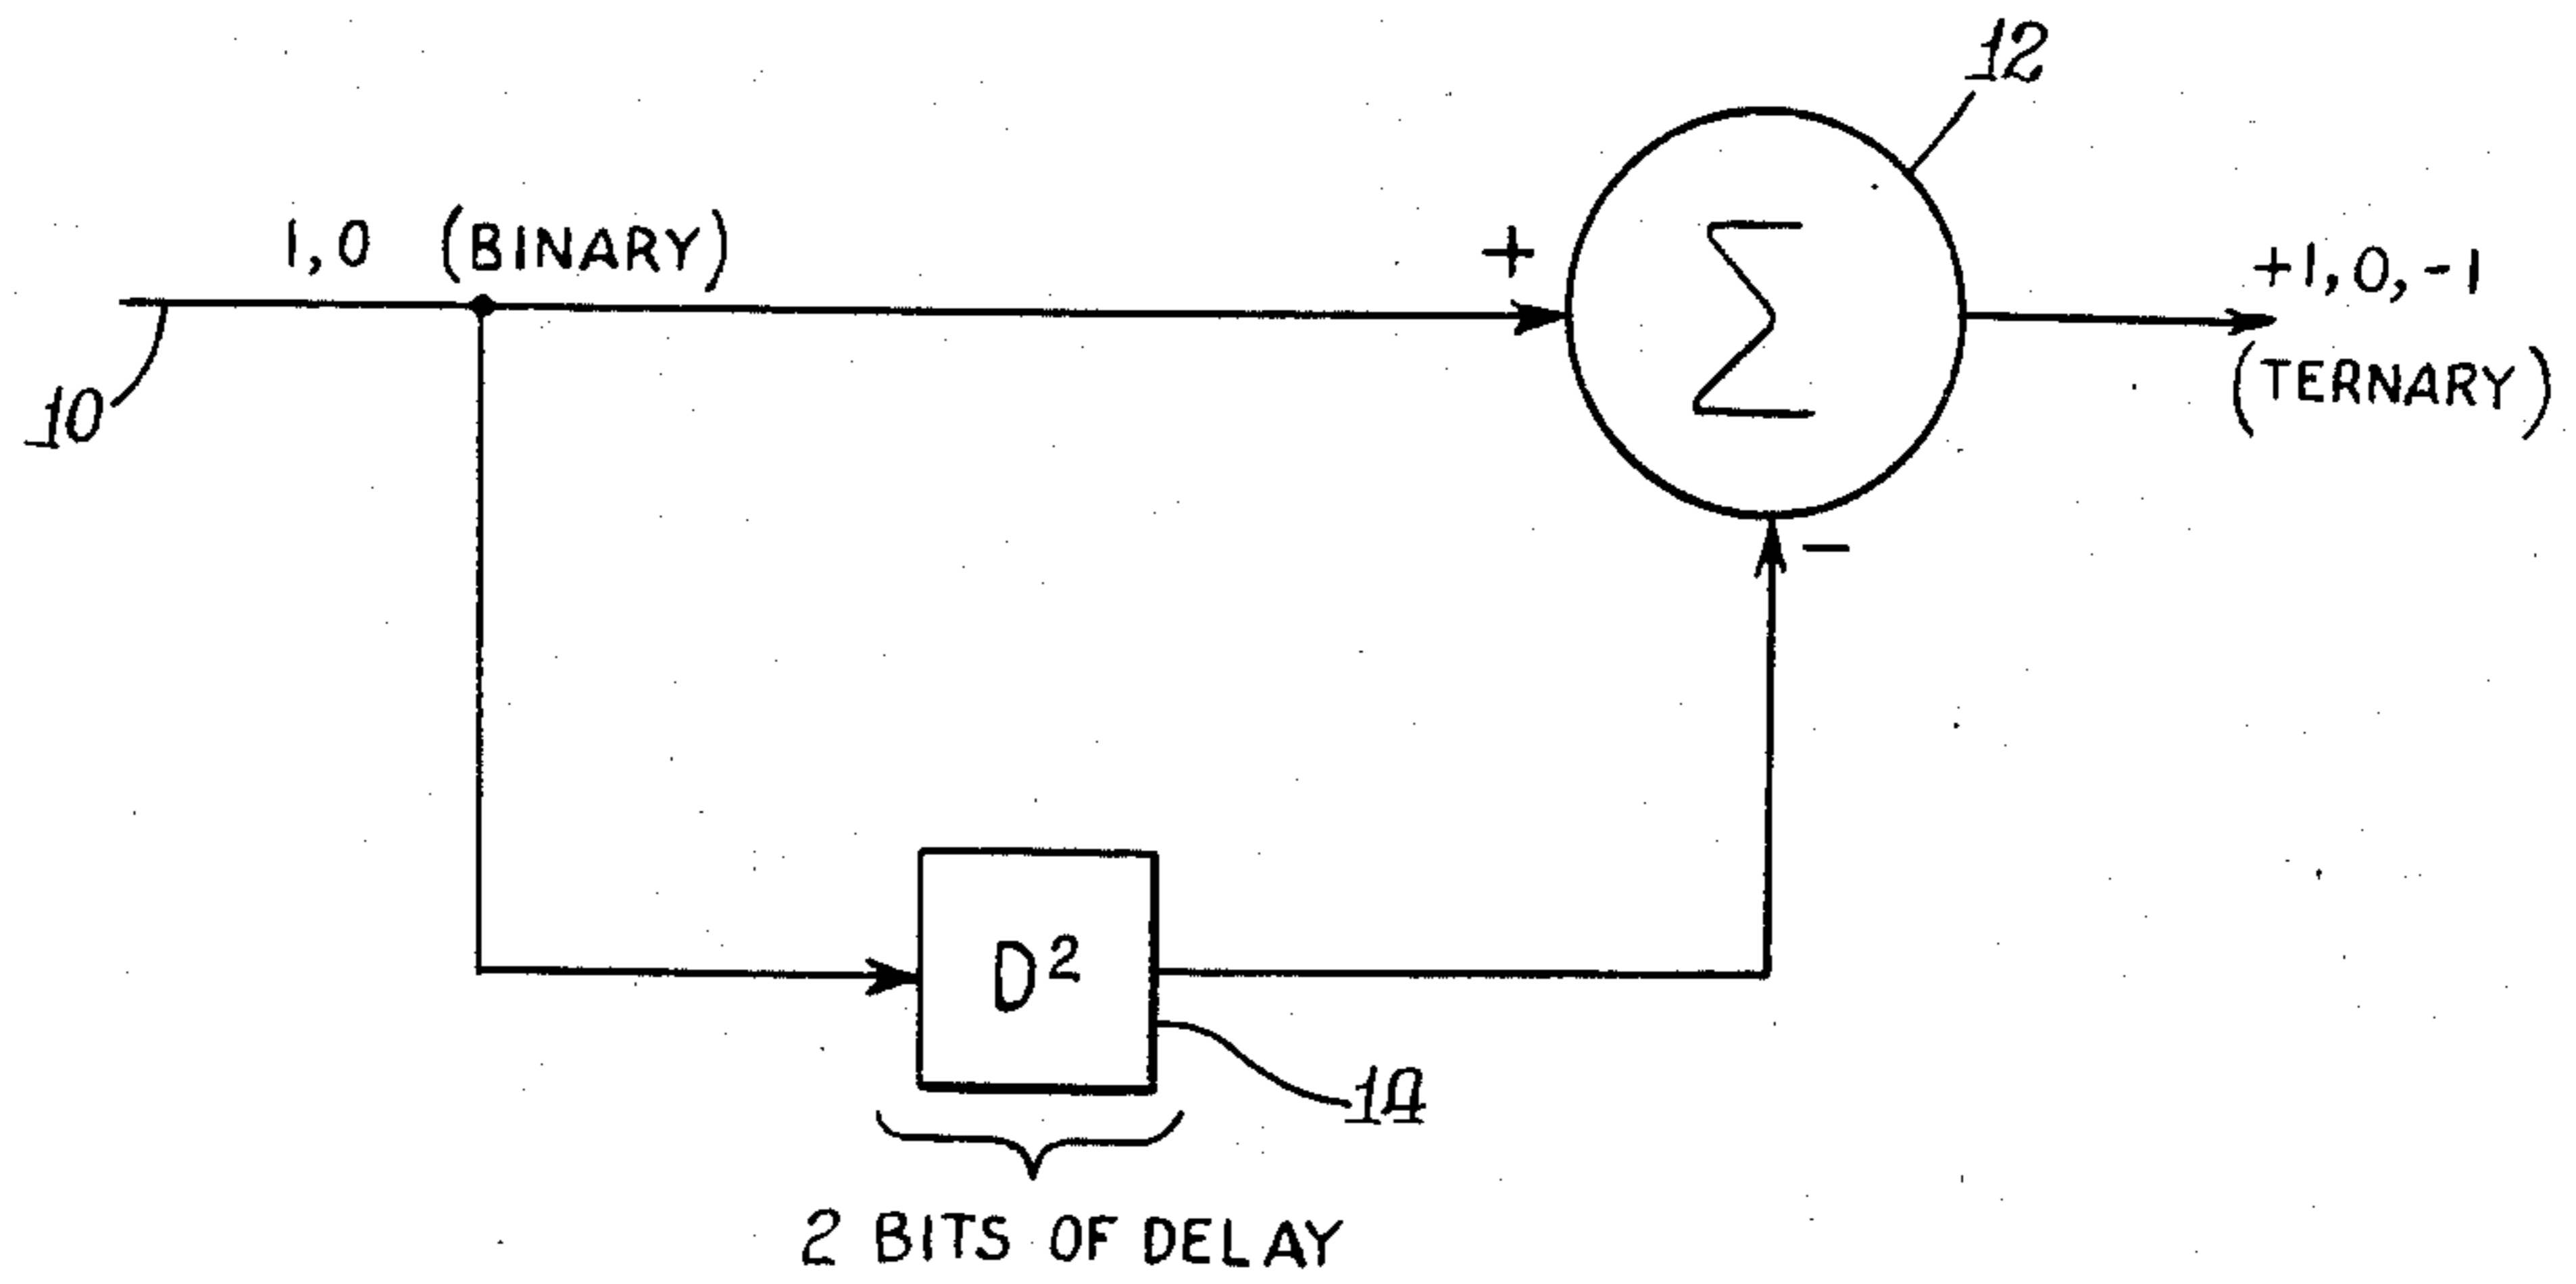 12
1,0 (BINARY)
+
Σ
+1,0,-1
(TERNARY)
10
-
D²
14
2 BITS OF DELAY